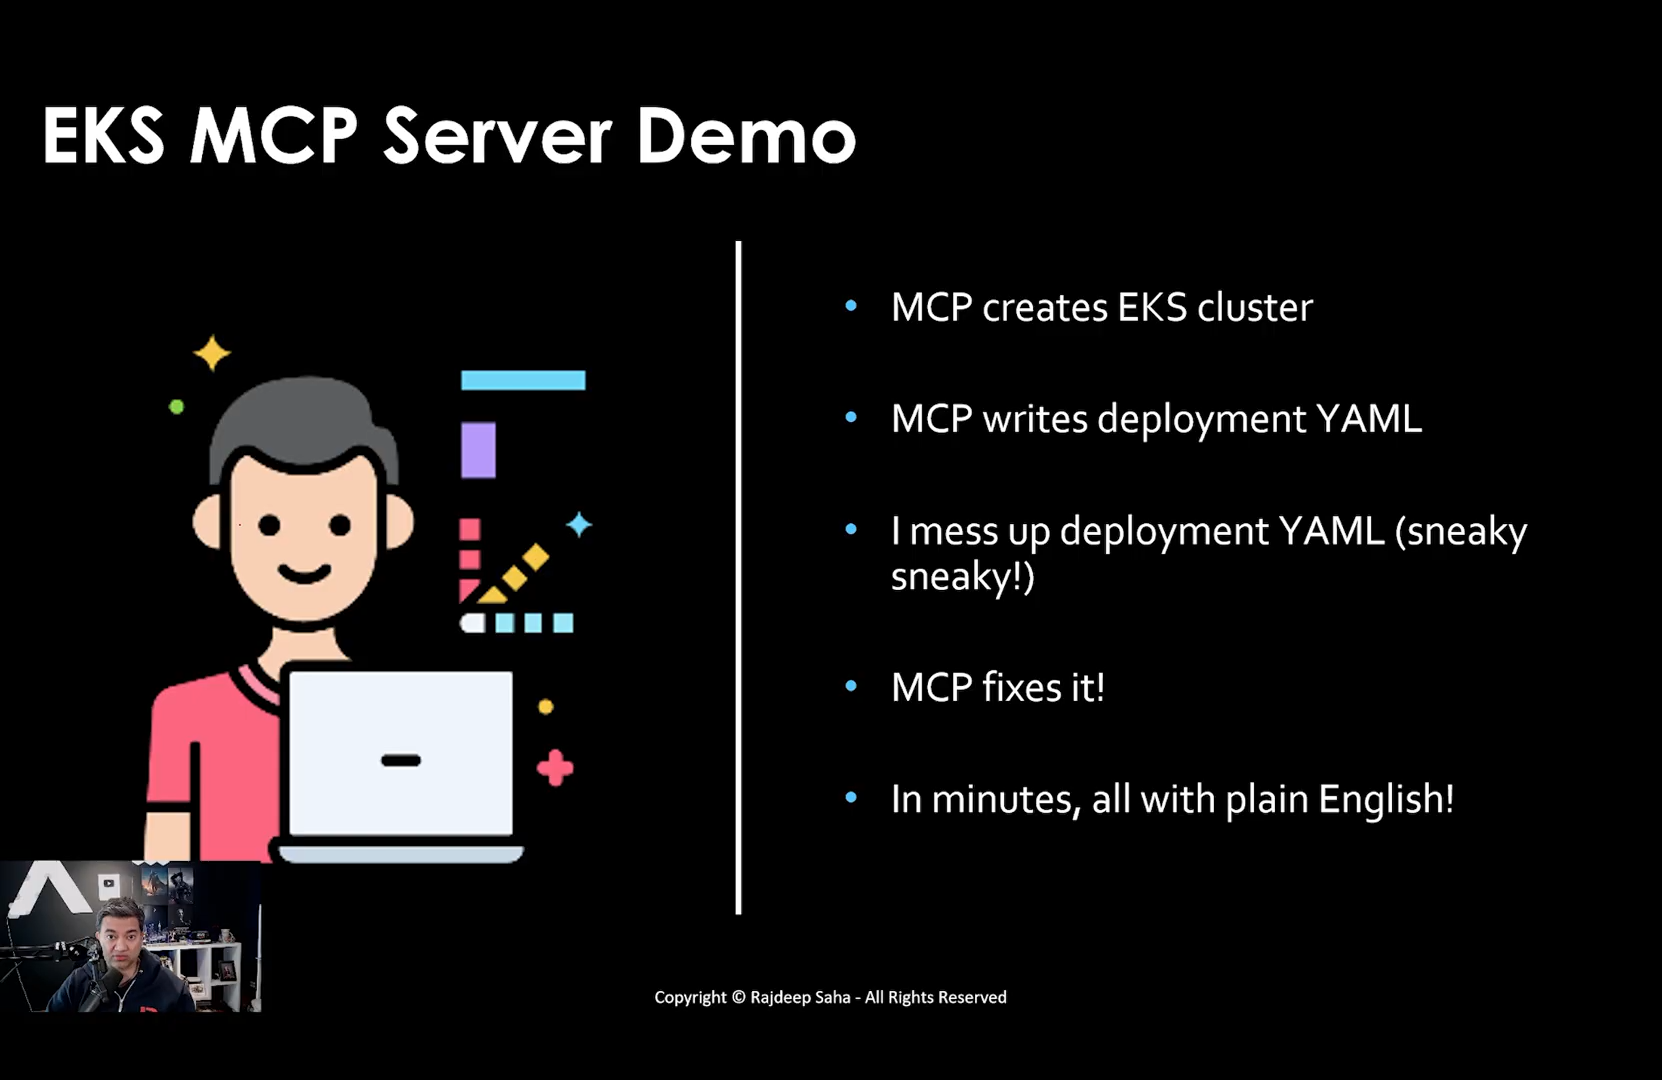 EKS MCP Server Demo
• MCP creates EKS cluster
• MCP writes deployment YAML
• I mess up deployment YAML (sneaky
sneaky!)
• MCP fixes it!
• In minutes, all with plain English!
Copyright © Rajdeep Saha - All Rights Reserved